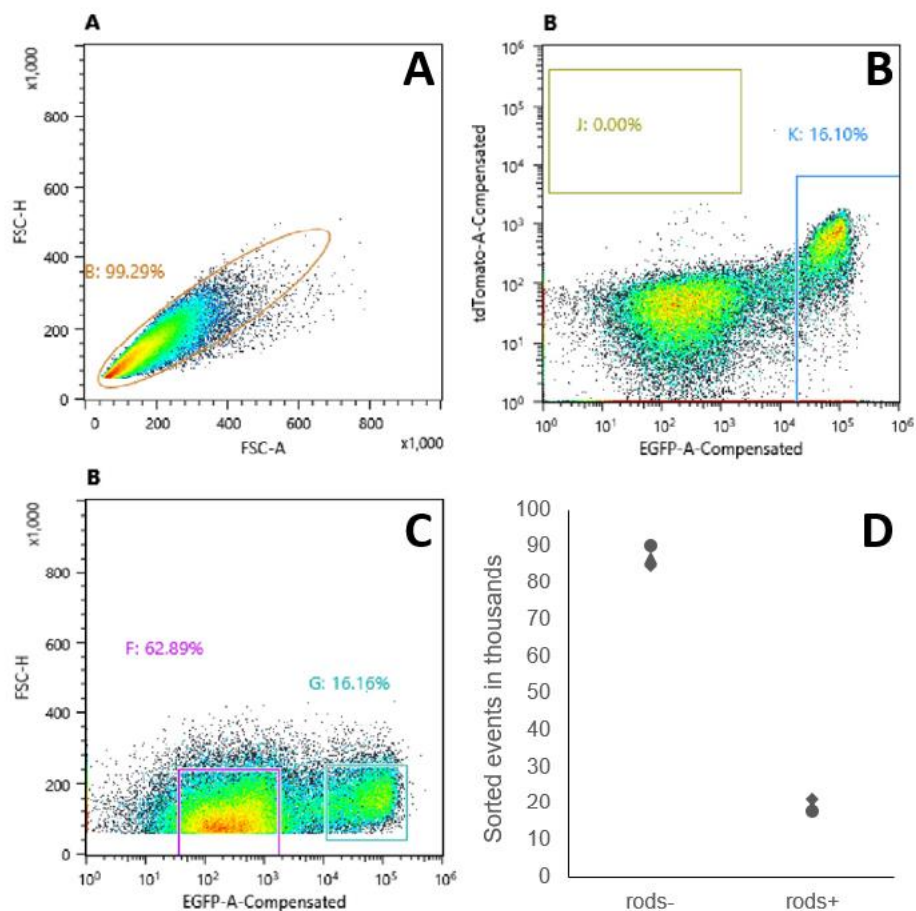 A
A
x1,000
800
600
400
200
0
FSC-H
B: 99.29%
0 200 400 600 800
x1,000
FSC-A
B
B
10⁶
10⁵
10⁴
10³
10²
10¹
10⁰
tdTomato-A-Compensated
J: 0.00%
K: 16.10%
10⁰ 10¹ 10² 10³ 10⁴ 10⁵ 10⁶
EGFP-A-Compensated
B
C
x1,000
800
600
400
200
0
FSC-H
F: 62.89%
G: 16.16%
10⁰ 10¹ 10² 10³ 10⁴ 10⁵ 10⁶
EGFP-A-Compensated
D
100
90
80
70
60
50
40
30
20
10
0
Sorted events in thousands
rods- rods+